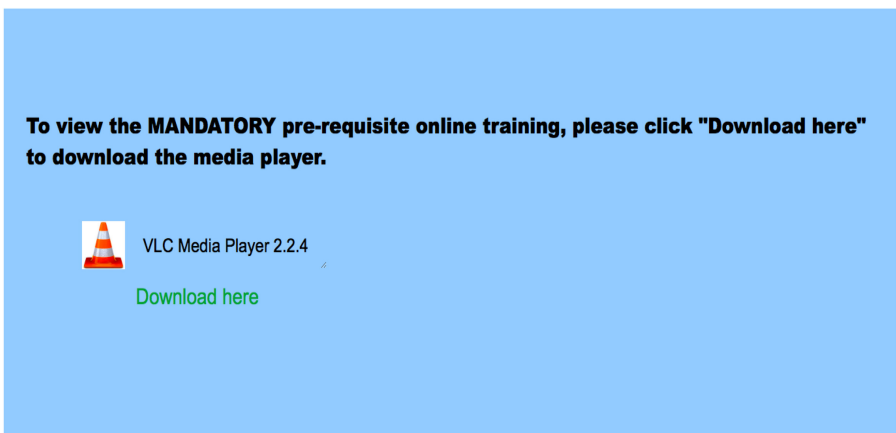 To view the MANDATORY pre-requisite online training, please click "Download here"
to download the media player.
VLC Media Player 2.2.4
Download here